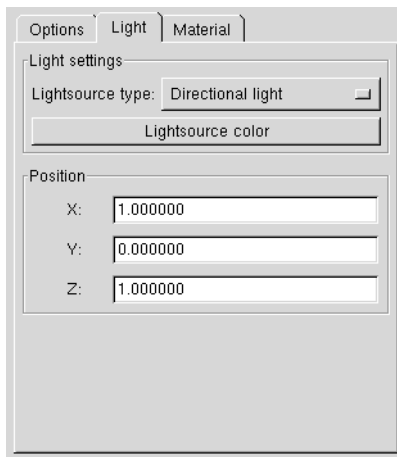 Options Light Material
Light settings
Lightsource type: Directional light
Lightsource color
Position
X: 1.000000
Y: 0.000000
Z: 1.000000